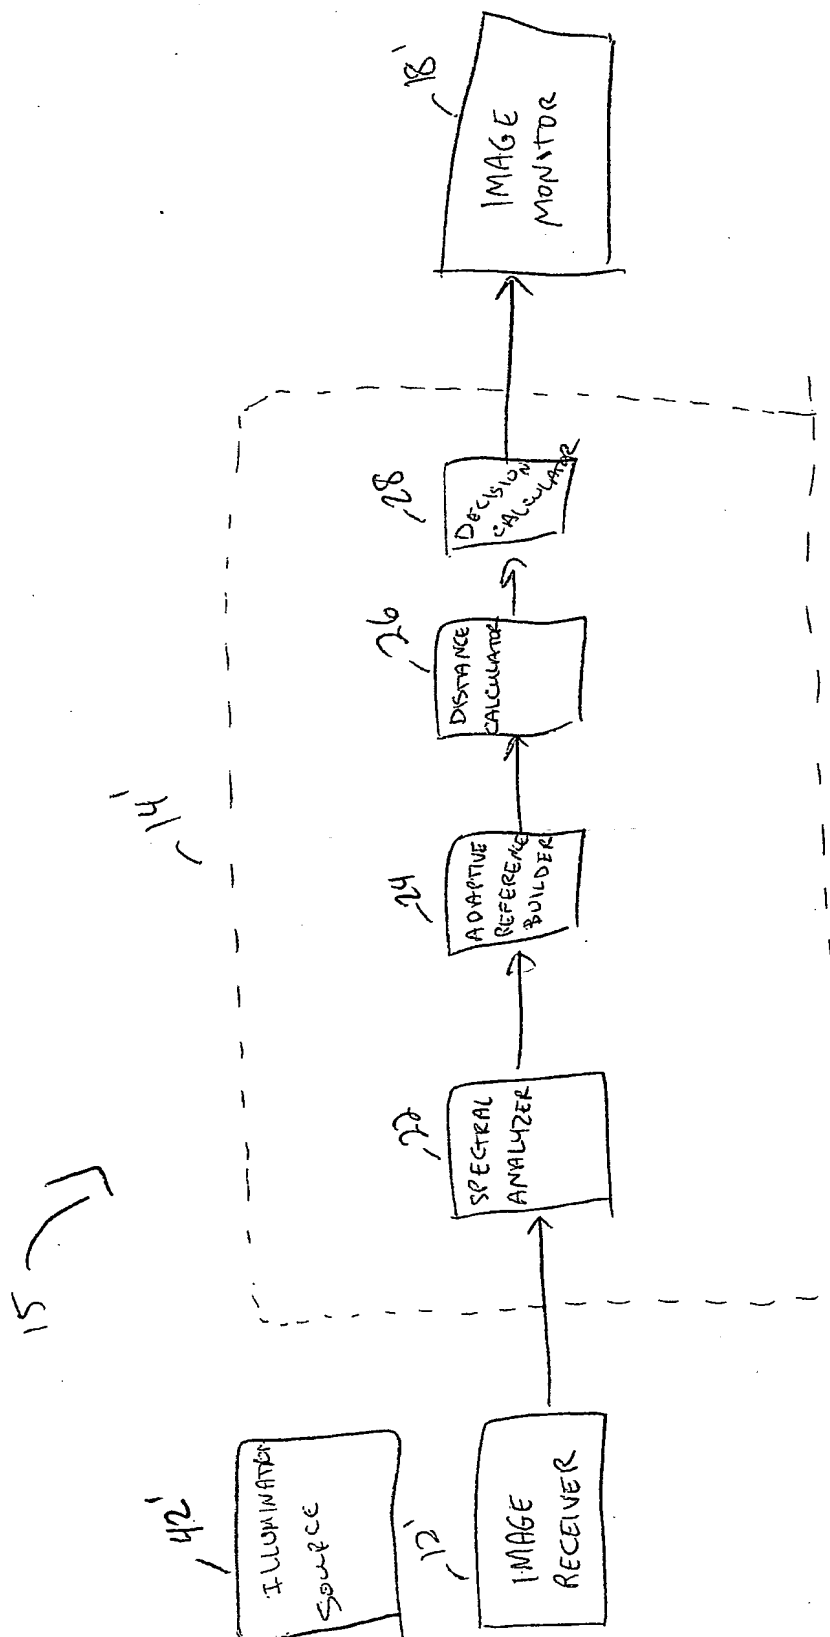 15
42'
ILLUMINATION
SOURCE
12'
IMAGE
RECEIVER
14'
22
SPECTRAL
ANALYZER
24
ADAPTIVE
REFERENCE
BUILDER
26
DISTANCE
CALCULATOR
28
DECISION
CALCULATOR
18'
IMAGE
MONITOR